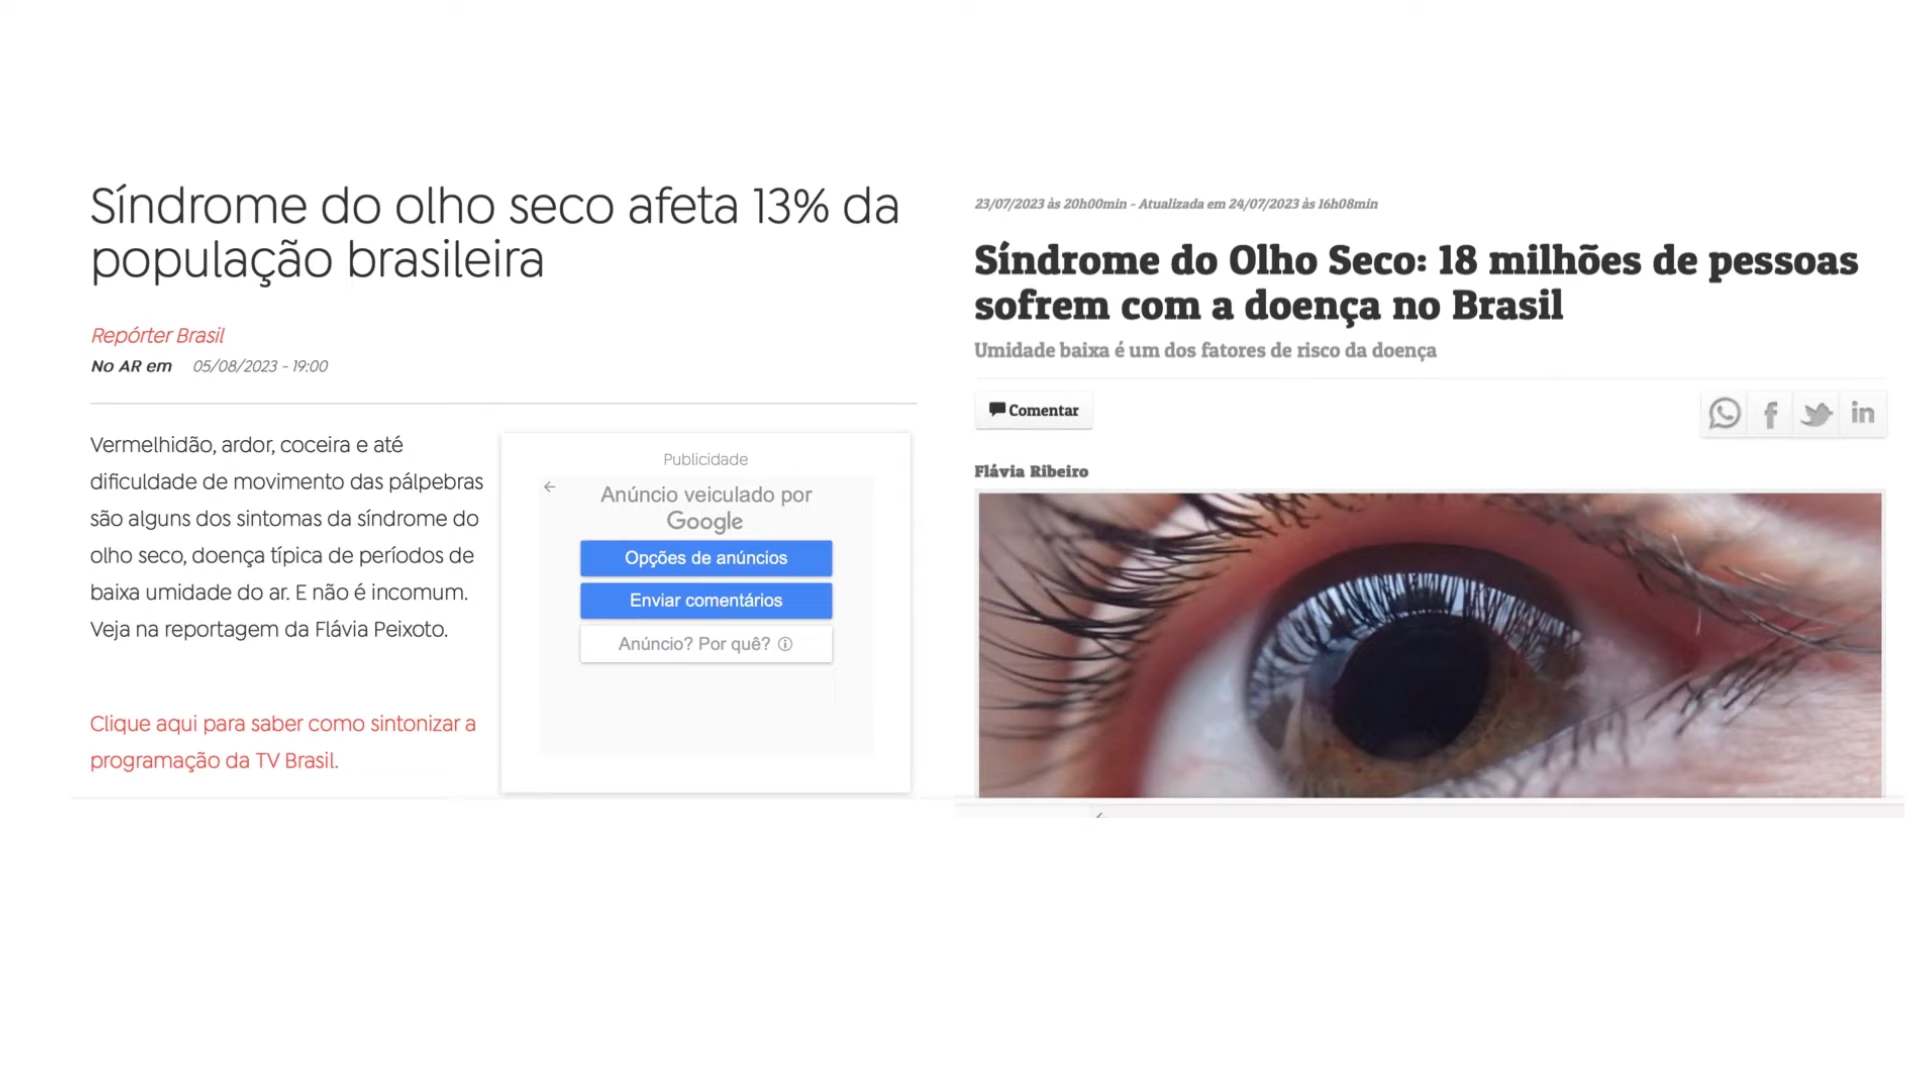 Síndrome do olho seco afeta 13% da
população brasileira
Repórter Brasil
No AR em 05/08/2023 - 19:00
Vermelhidão, ardor, coceira e até
dificuldade de movimento das pálpebras
são alguns dos sintomas da síndrome do
olho seco, doença típica de períodos de
baixa umidade do ar. E não é incomum.
Veja na reportagem da Flávia Peixoto.
Clique aqui para saber como sintonizar a
programação da TV Brasil.
Publicidade
Anúncio veiculado por
Google
Opções de anúncios
Enviar comentários
Anúncio? Por quê?
23/07/2023 às 20h00min - Atualizada em 24/07/2023 às 16h08min
Síndrome do Olho Seco: 18 milhões de pessoas
sofrem com a doença no Brasil
Umidade baixa é um dos fatores de risco da doença
Comentar
Flávia Ribeiro